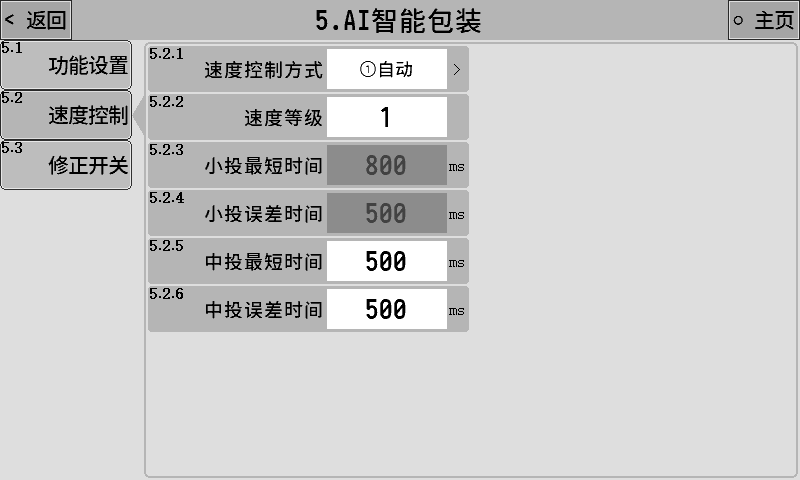 < 返回
5.AI智能包装
○ 主页
5.1 功能设置
5.2 速度控制
5.3 修正开关
5.2.1 速度控制方式 ①自动 >
5.2.2 速度等级 1
5.2.3 小投最短时间 800 ms
5.2.4 小投误差时间 500 ms
5.2.5 中投最短时间 500 ms
5.2.6 中投误差时间 500 ms